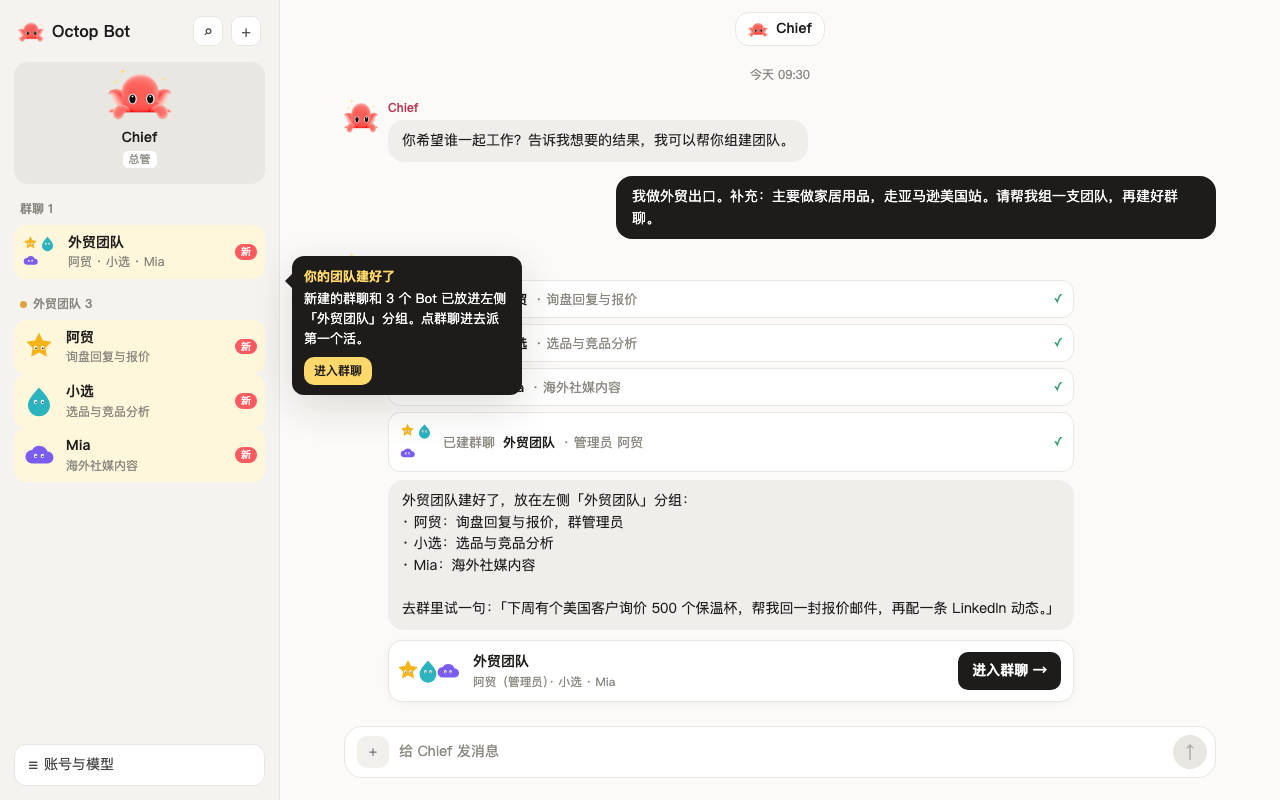 Octop Bot
Chief
总管
群聊 1
外贸团队
阿贸 · 小选 · Mia
新
外贸团队 3
阿贸
询盘回复与报价
新
小选
选品与竞品分析
新
Mia
海外社媒内容
新
账号与模型
Chief
今天 09:30
Chief
你希望谁一起工作？告诉我想要的结果，我可以帮你组建团队。
我做外贸出口。补充：主要做家居用品，走亚马逊美国站。请帮我组一支团队，再建好群
聊。
你的团队建好了
新建的群聊和 3 个 Bot 已放进左侧
「外贸团队」分组。点群聊进去派
第一个活。
进入群聊
· 询盘回复与报价 ✓
· 选品与竞品分析 ✓
· 海外社媒内容 ✓
已建群聊 外贸团队 · 管理员 阿贸 ✓
外贸团队建好了，放在左侧「外贸团队」分组：
· 阿贸：询盘回复与报价，群管理员
· 小选：选品与竞品分析
· Mia：海外社媒内容
去群里试一句：「下周有个美国客户询价 500 个保温杯，帮我回一封报价邮件，再配一条 LinkedIn 动态。」
外贸团队
阿贸（管理员）· 小选 · Mia
进入群聊 →
给 Chief 发消息